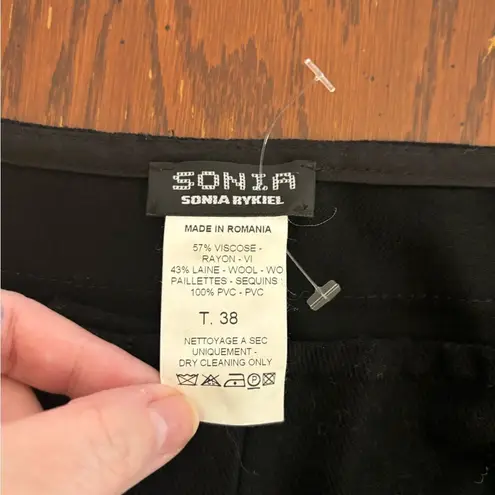 SONIA
SONIA RYKIEL
MADE IN ROMANIA
57% VISCOSE -
RAYON - VI
43% LAINE - WOOL - WO
PAILLETTES - SEQUINS
100% PVC - PVC
T. 38
NETTOYAGE A SEC
UNIQUEMENT -
DRY CLEANING ONLY
P